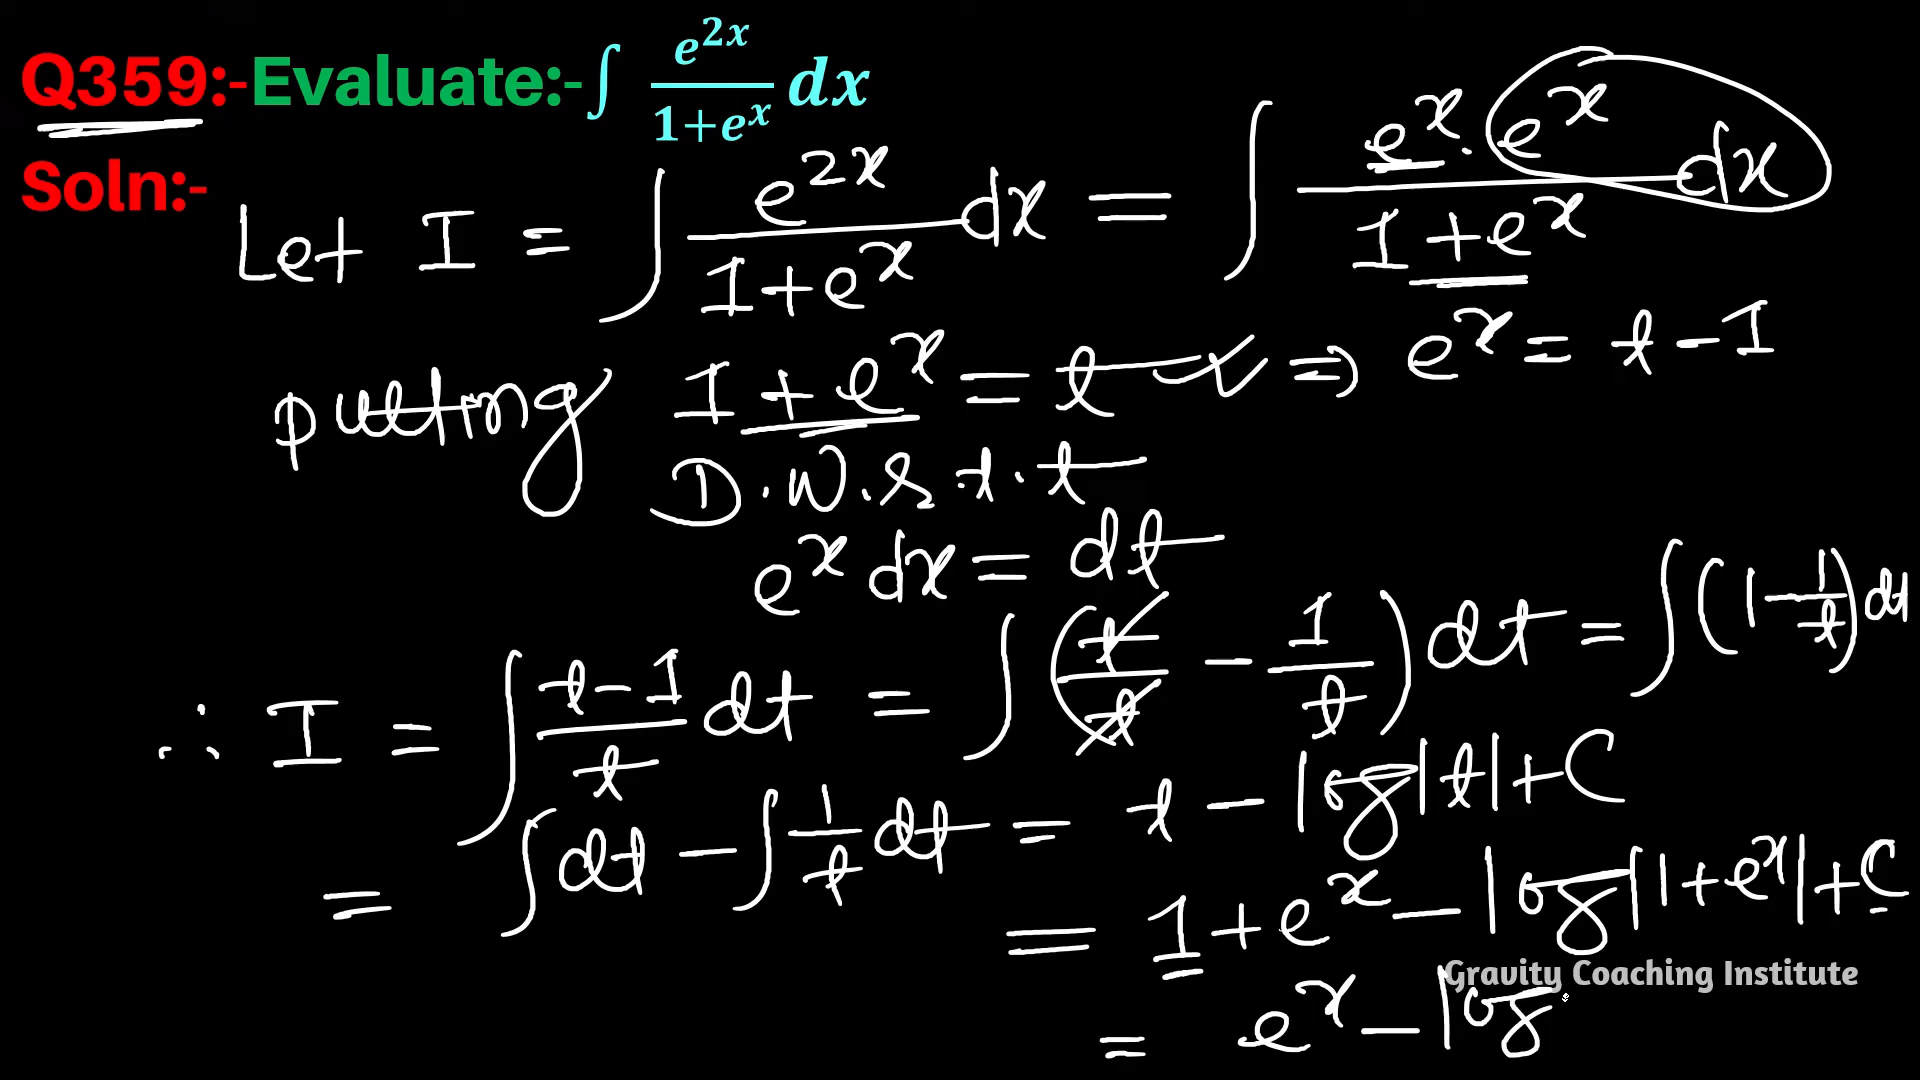 Q359:-Evaluate:- ∫ e^{2x}/(1+e^x) dx
Soln:-
Let I = ∫ e^{2x}/(1+e^x) dx = ∫ (e^x · e^x dx)/(1+e^x)
putting 1+e^x = t ✓ ⇒ e^x = t-1
D.W.r.t.t
e^x dx = dt
∴ I = ∫ (t-1)/t dt = ∫ (t/t - 1/t) dt = ∫ (1 - 1/t) dt
= ∫ dt - ∫ 1/t dt = t - log|t| + C
= 1+e^x - log|1+e^x| + C
= e^x - log
Gravity Coaching Institute